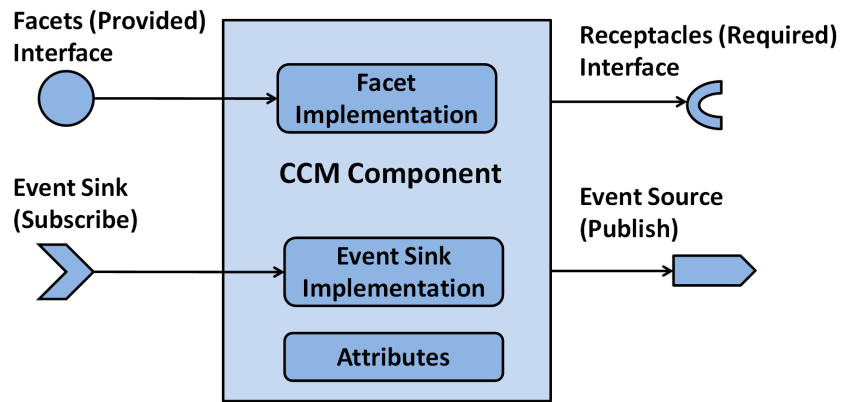 Facets (Provided)
Interface
Receptacles (Required)
Interface
Facet
Implementation
CCM Component
Event Sink
(Subscribe)
Event Source
(Publish)
Event Sink
Implementation
Attributes